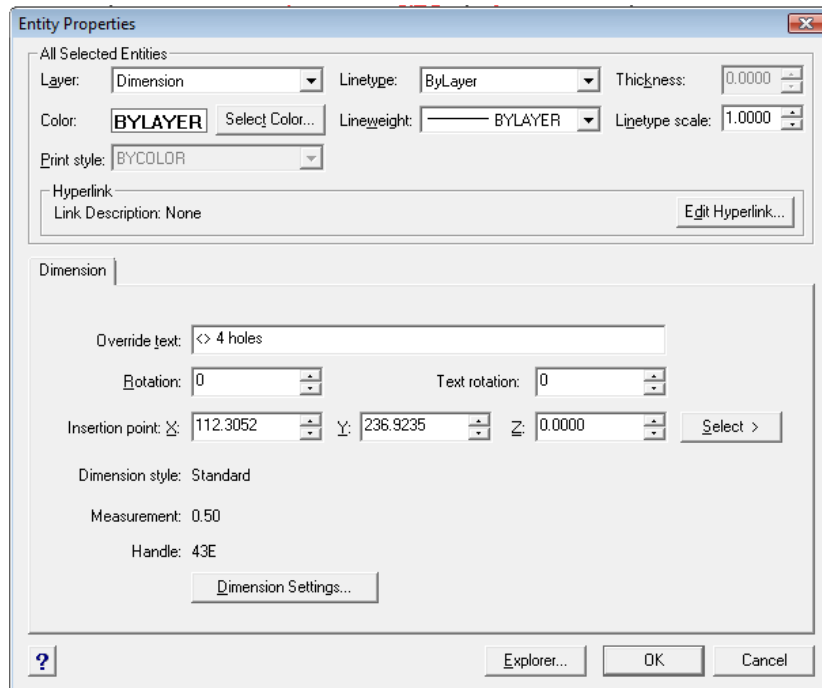 Entity Properties
All Selected Entities
Layer: Dimension Linetype: ByLayer Thickness: 0.0000
Color: BYLAYER Select Color... Lineweight: BYLAYER Linetype scale: 1.0000
Print style: BYCOLOR
Hyperlink
Link Description: None Edit Hyperlink...
Dimension
Override text: <> 4 holes
Rotation: 0 Text rotation: 0
Insertion point: X: 112.3052 Y: 236.9235 Z: 0.0000 Select >
Dimension style: Standard
Measurement: 0.50
Handle: 43E
Dimension Settings...
? Explorer... OK Cancel